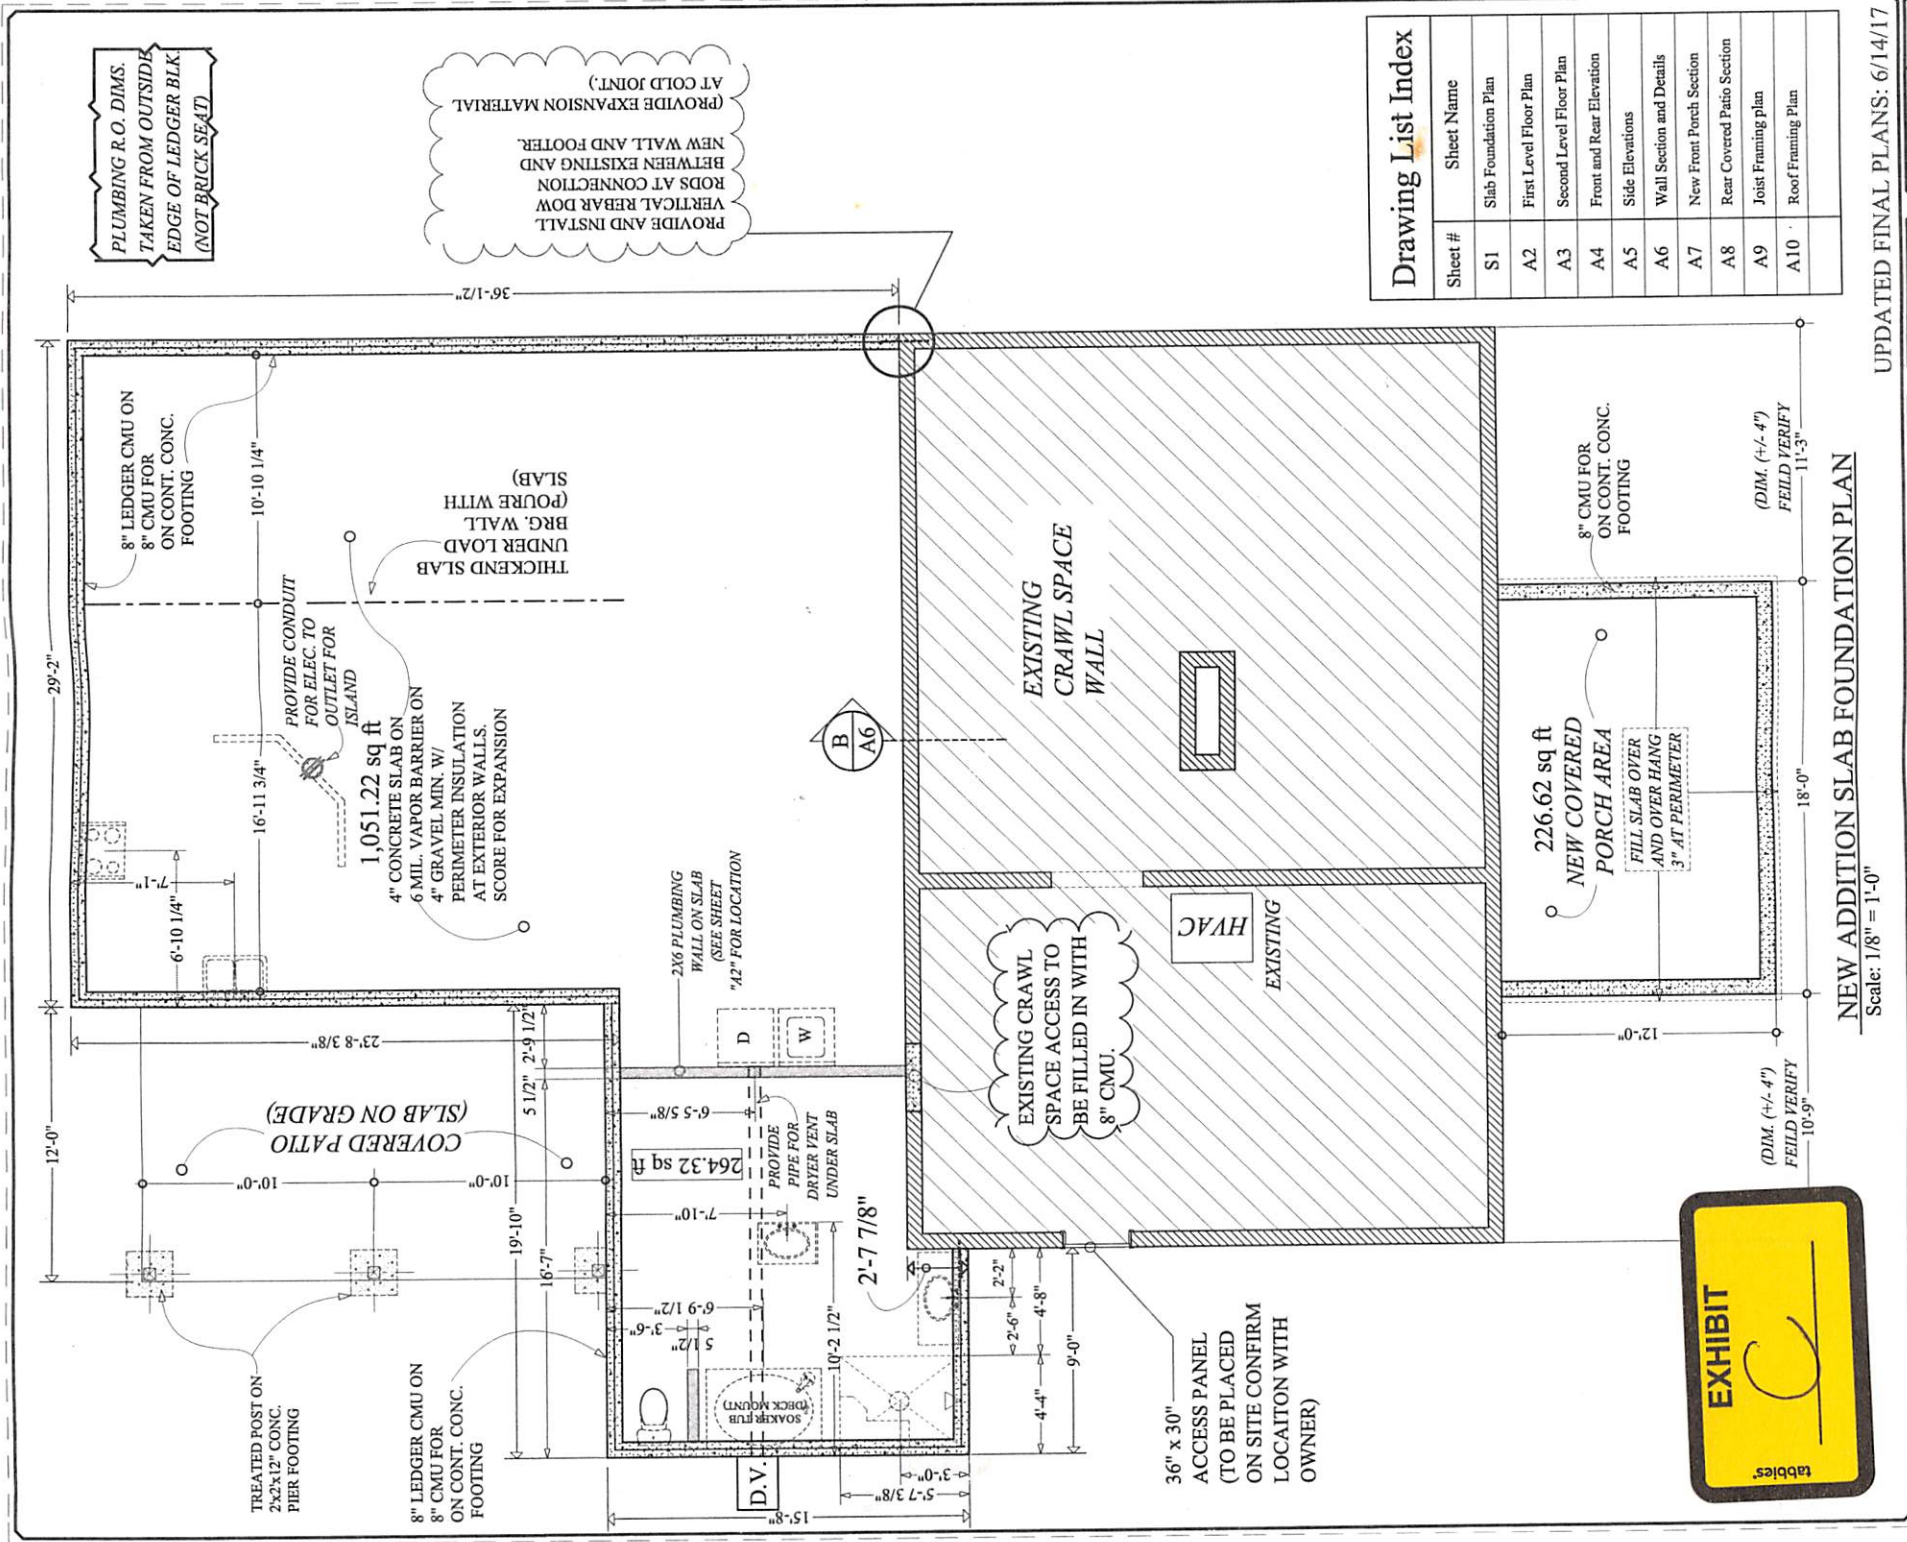 PLUMBING R.O. DIMS.
TAKEN FROM OUTSIDE
EDGE OF LEDGER BLK.
(NOT BRICK SEAT)
PROVIDE AND INSTALL
VERTICAL REBAR DOW
RODS AT CONNECTION
BETWEEN EXISTING AND
NEW WALL AND FOOTER.
(PROVIDE EXPANSION MATERIAL
AT COLD JOINT.)
Drawing List Index
Sheet # Sheet Name
S1 Slab Foundation Plan
A2 First Level Floor Plan
A3 Second Level Floor Plan
A4 Front and Rear Elevation
A5 Side Elevations
A6 Wall Section and Details
A7 New Front Porch Section
A8 Rear Covered Patio Section
A9 Joist Framing plan
A10 Roof Framing Plan
UPDATED FINAL PLANS: 6/14/17
36'-1/2"
29'-2"
8" LEDGER CMU ON
8" CMU FOR
ON CONT. CONC.
FOOTING
10'-10 1/4"
THICKEND SLAB
UNDER LOAD
BRG. WALL
(POURE WITH
SLAB)
PROVIDE CONDUIT
FOR ELEC. TO
OUTLET FOR
ISLAND
16'-11 3/4"
1,051.22 sq ft
4" CONCRETE SLAB ON
6 MIL. VAPOR BARRIER ON
4" GRAVEL MIN. W/
PERIMETER INSULATION
AT EXTERIOR WALLS.
SCORE FOR EXPANSION
7'-1"
6'-10 1/4"
B
A6
EXISTING
CRAWL SPACE
WALL
8" CMU FOR
ON CONT. CONC.
FOOTING
(DIM. (+/- 4")
FEILD VERIFY
11'-3"
226.62 sq ft
NEW COVERED
PORCH AREA
FILL SLAB OVER
AND OVER HANG
3" AT PERIMETER
18'-0"
12'-0"
(DIM. (+/- 4")
FEILD VERIFY
10'-9"
2X6 PLUMBING
WALL ON SLAB
(SEE SHEET
"A2" FOR LOCATION
D
W
HVAC
EXISTING
EXISTING CRAWL
SPACE ACCESS TO
BE FILLED IN WITH
8" CMU.
23'-8 3/8"
12'-0"
COVERED PATIO
(SLAB ON GRADE)
10'-0"
10'-0"
19'-10"
2'-9 1/2"
5 1/2"
16'-7"
6'-5 5/8"
264.32 sq ft
PROVIDE
PIPE FOR
DRYER VENT
UNDER SLAB
7'-10"
6'-9 1/2"
3'-6"
5 1/2"
10'-2 1/2"
2'-7 7/8"
SOAKER TUB
(DECK MOUNT)
D.V.
2'-2"
2'-6"
4'-8"
4'-4"
9'-0"
3'-0"
5'-7 3/8"
15'-8"
TREATED POST ON
2'x2'x12" CONC.
PIER FOOTING
8" LEDGER CMU ON
8" CMU FOR
ON CONT. CONC.
FOOTING
36" x 30"
ACCESS PANEL
(TO BE PLACED
ON SITE CONFIRM
LOCAITON WITH
OWNER)
NEW ADDITION SLAB FOUNDATION PLAN
Scale: 1/8" = 1'-0"
EXHIBIT
C
tabbies